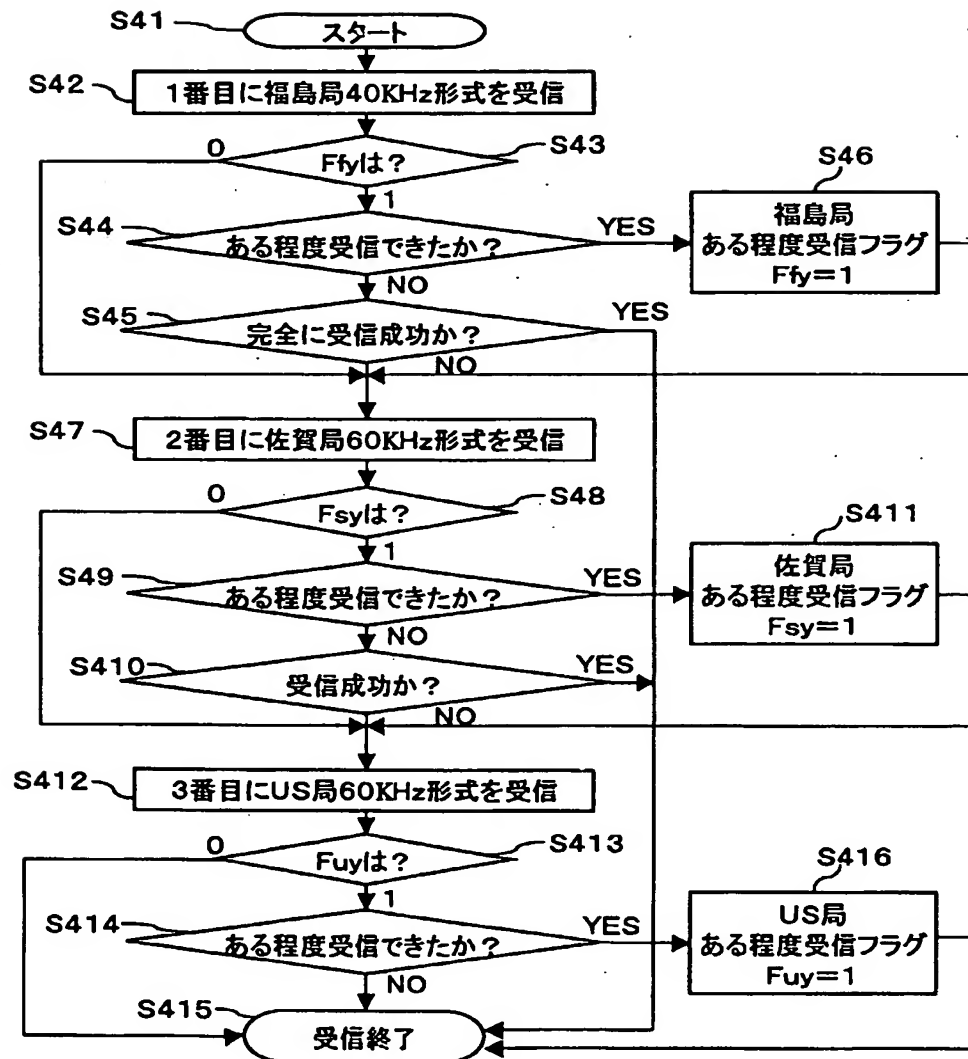 S41
スタート
S42
1番目に福島局40KHz形式を受信
0
Ffyは？
S43
1
S44
ある程度受信できたか？
YES
S46
福島局
ある程度受信フラグ
Ffy＝1
NO
S45
完全に受信成功か？
YES
NO
S47
2番目に佐賀局60KHz形式を受信
0
Fsyは？
S48
1
S49
ある程度受信できたか？
YES
S411
佐賀局
ある程度受信フラグ
Fsy＝1
NO
S410
受信成功か？
YES
NO
S412
3番目にUS局60KHz形式を受信
0
Fuyは？
S413
1
S414
ある程度受信できたか？
YES
S416
US局
ある程度受信フラグ
Fuy＝1
NO
S415
受信終了